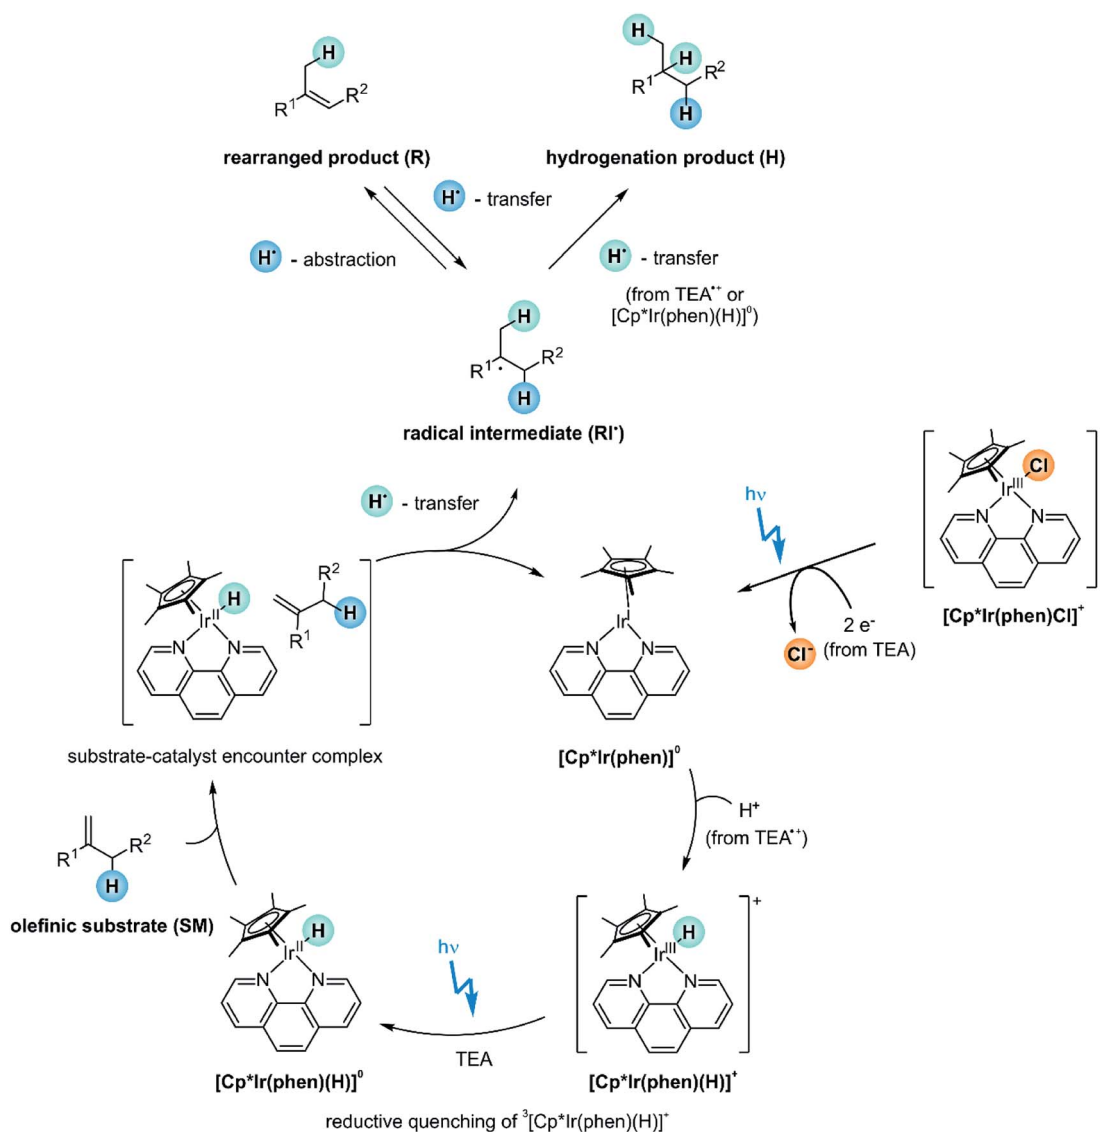 H
R¹
R²
rearranged product (R)
H
H
R¹
R²
H
hydrogenation product (H)
H• - transfer
H• - abstraction
H• - transfer
(from TEA•+ or
[Cp*Ir(phen)(H)]⁰)
H
R¹
•
R²
H
radical intermediate (RI•)
H• - transfer
hν
IrIII
Cl
N
N
[Cp*Ir(phen)Cl]+
2 e-
(from TEA)
Cl-
IrII
H
N
N
R²
H
R¹
substrate-catalyst encounter complex
IrI
N
N
[Cp*Ir(phen)]⁰
H+
(from TEA•+)
R¹
R²
H
olefinic substrate (SM)
IrII
H
N
N
[Cp*Ir(phen)(H)]⁰
hν
TEA
+
IrIII
H
N
N
[Cp*Ir(phen)(H)]+
reductive quenching of ³[Cp*Ir(phen)(H)]+